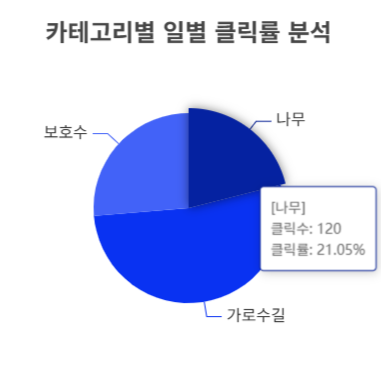 카테고리별 일별 클릭률 분석
나무
보호수
[나무]
클릭수: 120
클릭률: 21.05%
가로수길